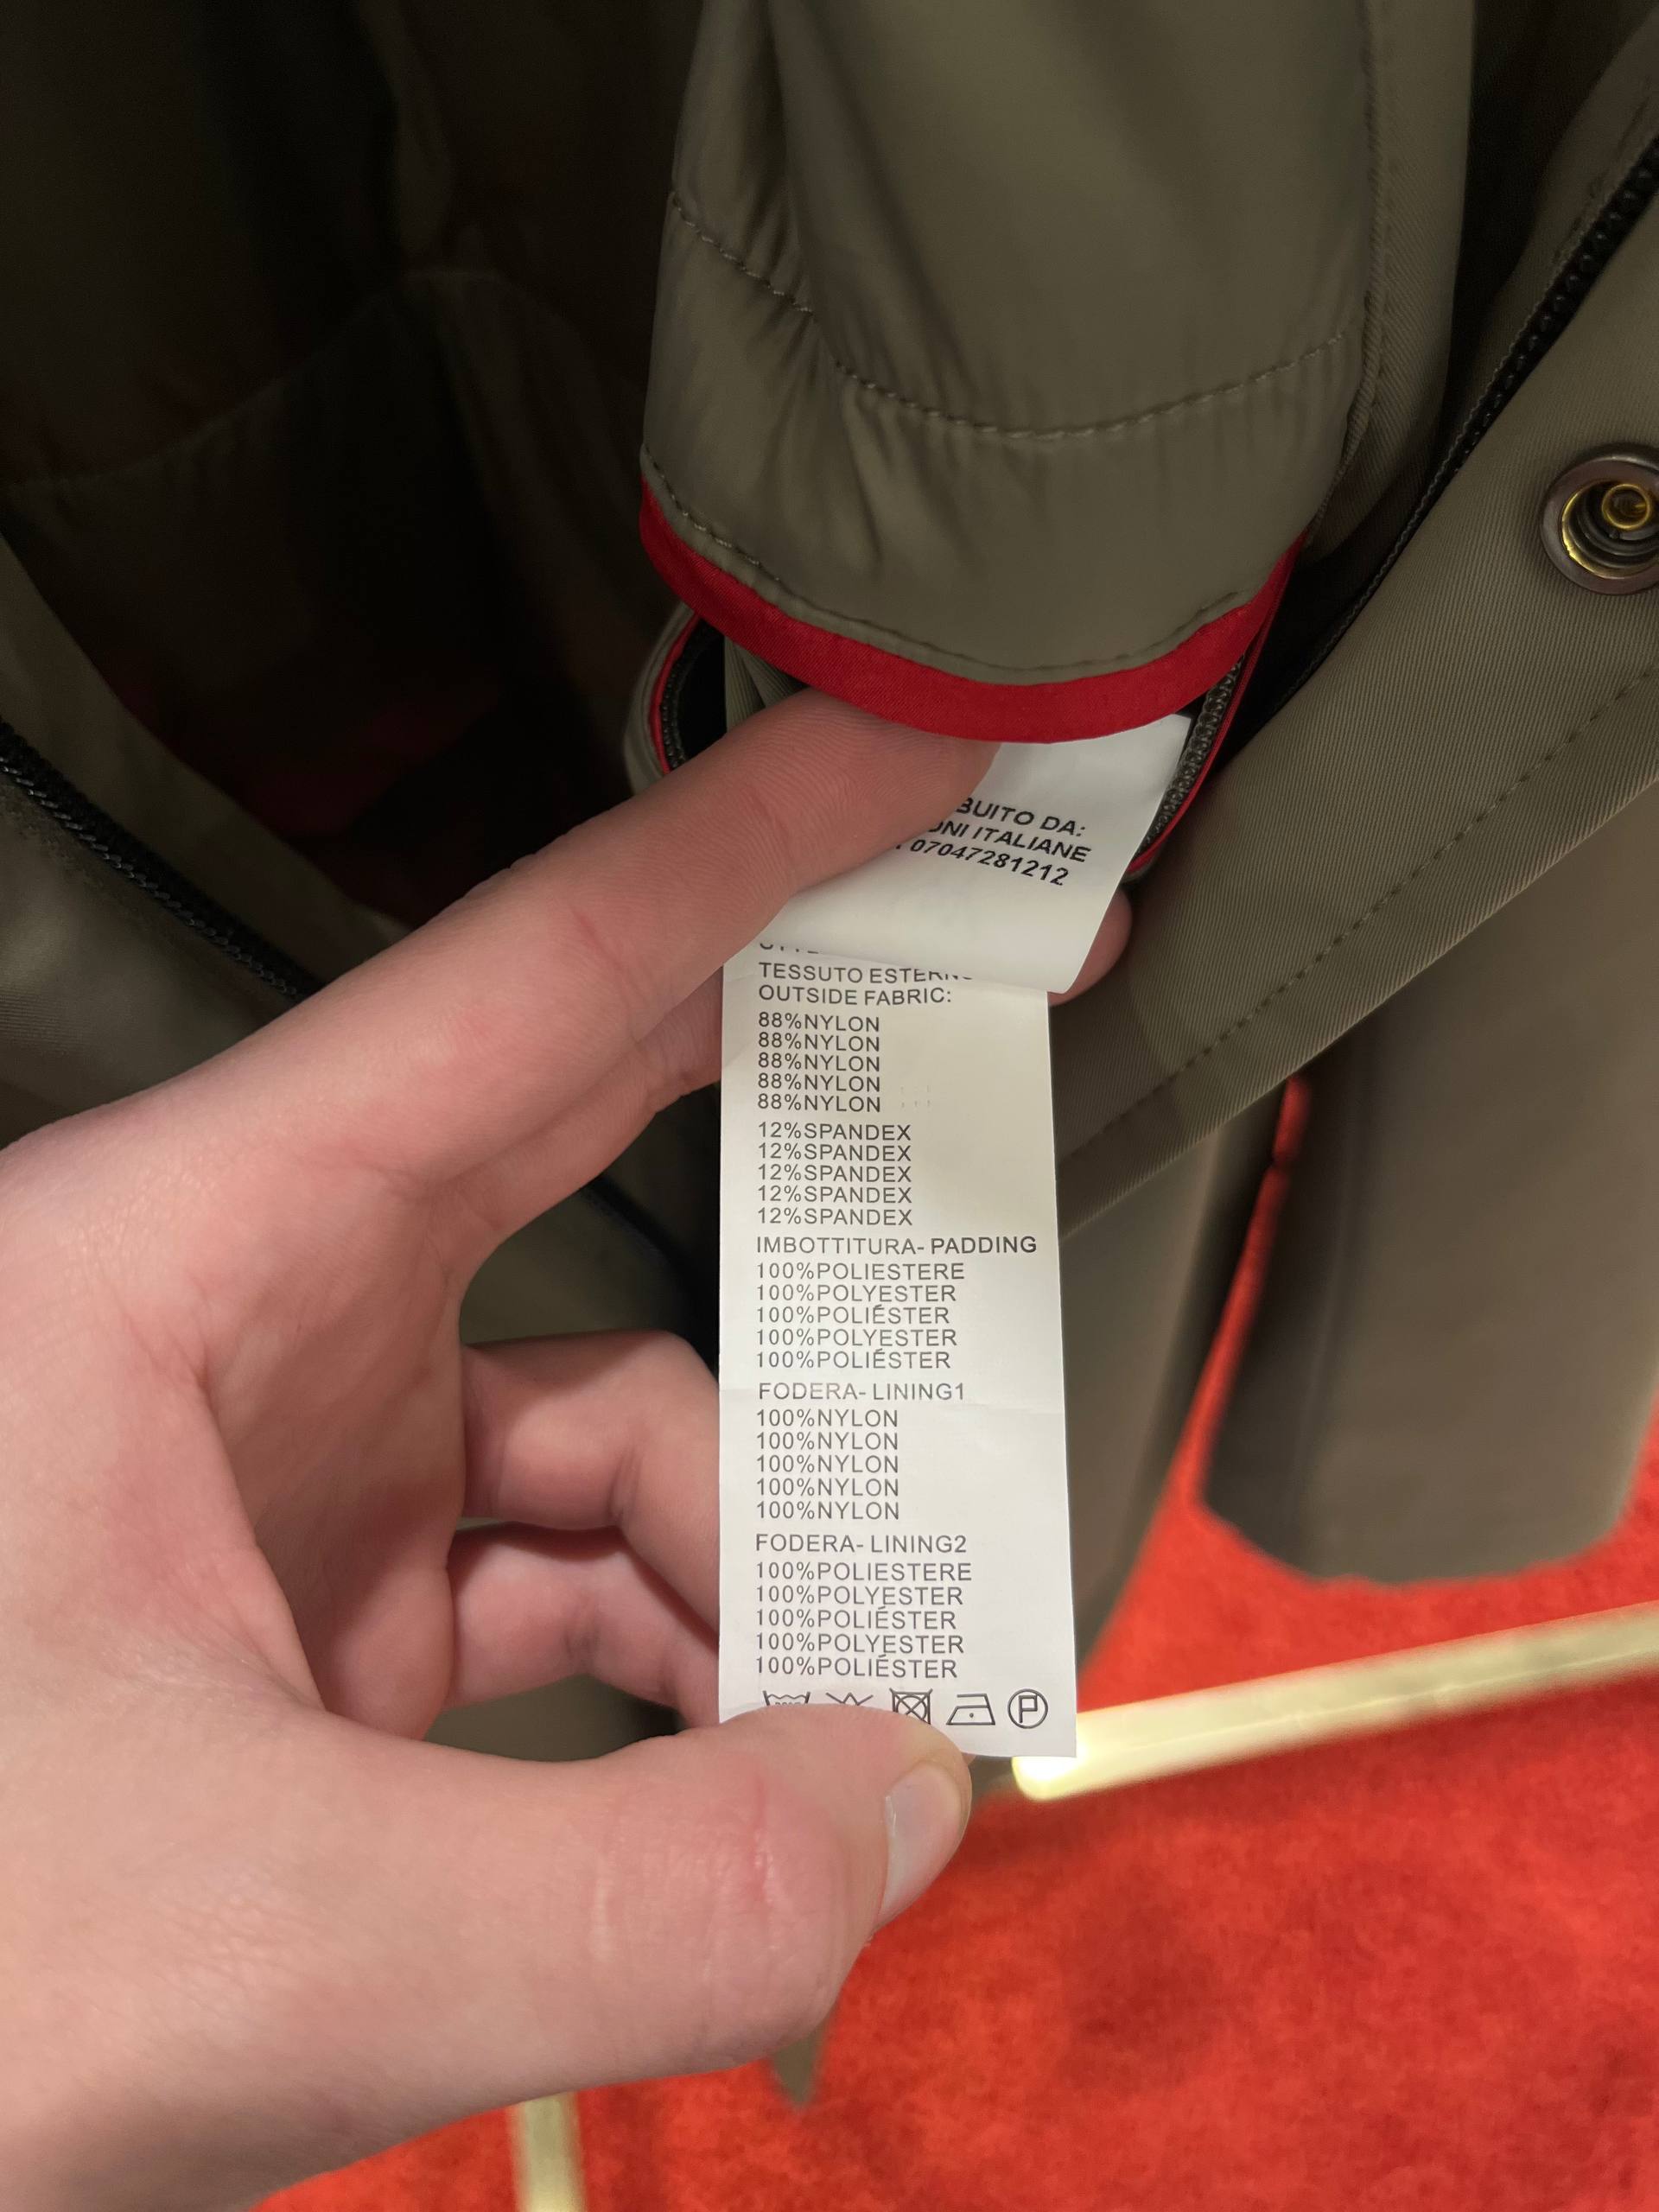 DA:
ITALIANE
07047281212
TESSUTO
OUTSIDE FABRIC:
88%NYLON
88%NYLON
88%NYLON
88%NYLON
88%NYLON
12%SPANDEX
12%SPANDEX
12%SPANDEX
12%SPANDEX
12%SPANDEX
IMBOTTITURA- PADDING
100%POLIESTERE
100%POLYESTER
100%POLIÉSTER
100%POLYESTER
100%POLIÉSTER
FODERA- LINING1
100%NYLON
100%NYLON
100%NYLON
100%NYLON
100%NYLON
FODERA- LINING2
100%POLIESTERE
100%POLYESTER
100%POLIÉSTER
100%POLYESTER
100%POLIÉSTER
P